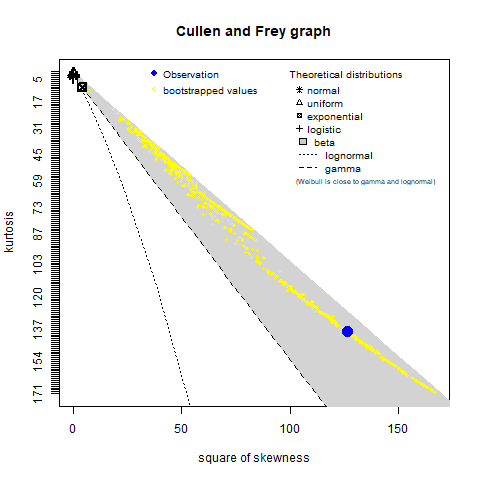 Cullen and Frey graph
Observation
bootstrapped values
Theoretical distributions
normal
uniform
exponential
logistic
beta
lognormal
gamma
(Weibull is close to gamma and lognormal)
kurtosis
5
17
31
45
59
73
87
103
120
137
154
171
0
50
100
150
square of skewness